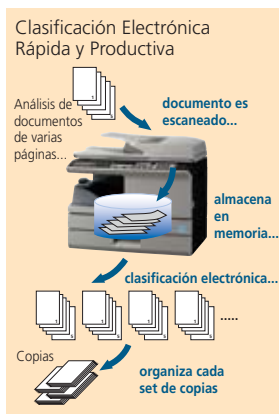 Clasificación Electrónica
Rápida y Productiva
Análisis de
documentos
de varias
páginas...
documento es
escaneado...
almacena
en
memoria...
clasificación electrónica...
.....
Copias
organiza cada
set de copias